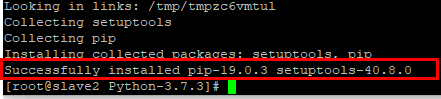 Looking in links: /tmp/tmpzc6vmtul
Collecting setuptools
Collecting pip
Installing collected packages: setuptools, pip
Successfully installed pip-19.0.3 setuptools-40.8.0
[root@slave2 Python-3.7.3]#